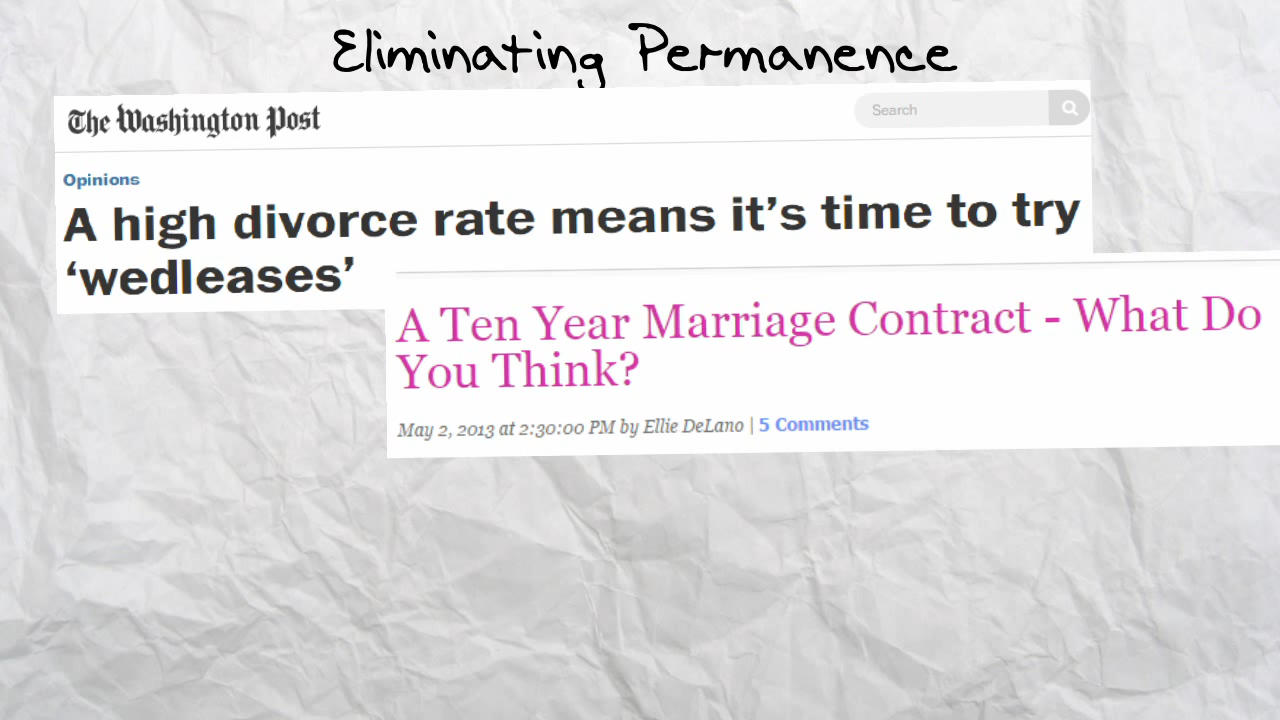 Eliminating Permanence
The Washington Post
Search
Opinions
A high divorce rate means it's time to try
‘wedleases’
A Ten Year Marriage Contract - What Do
You Think?
May 2, 2013 at 2:30:00 PM by Ellie DeLano | 5 Comments